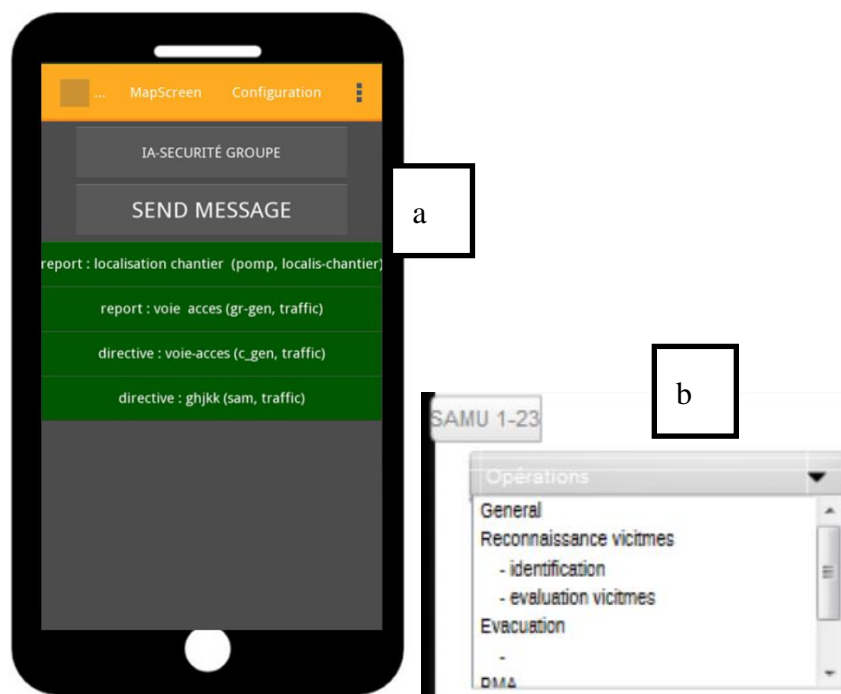 ... MapScreen Configuration
IA-SECURITÉ GROUPE
SEND MESSAGE
report : localisation chantier (pomp, localis-chantier)
report : voie acces (gr-gen, traffic)
directive : voie-acces (c_gen, traffic)
directive : ghjkk (sam, traffic)
a
b
SAMU 1-23
Opérations
General
Reconnaissance vicitmes
- identification
- evaluation vicitmes
Evacuation
-
PMA